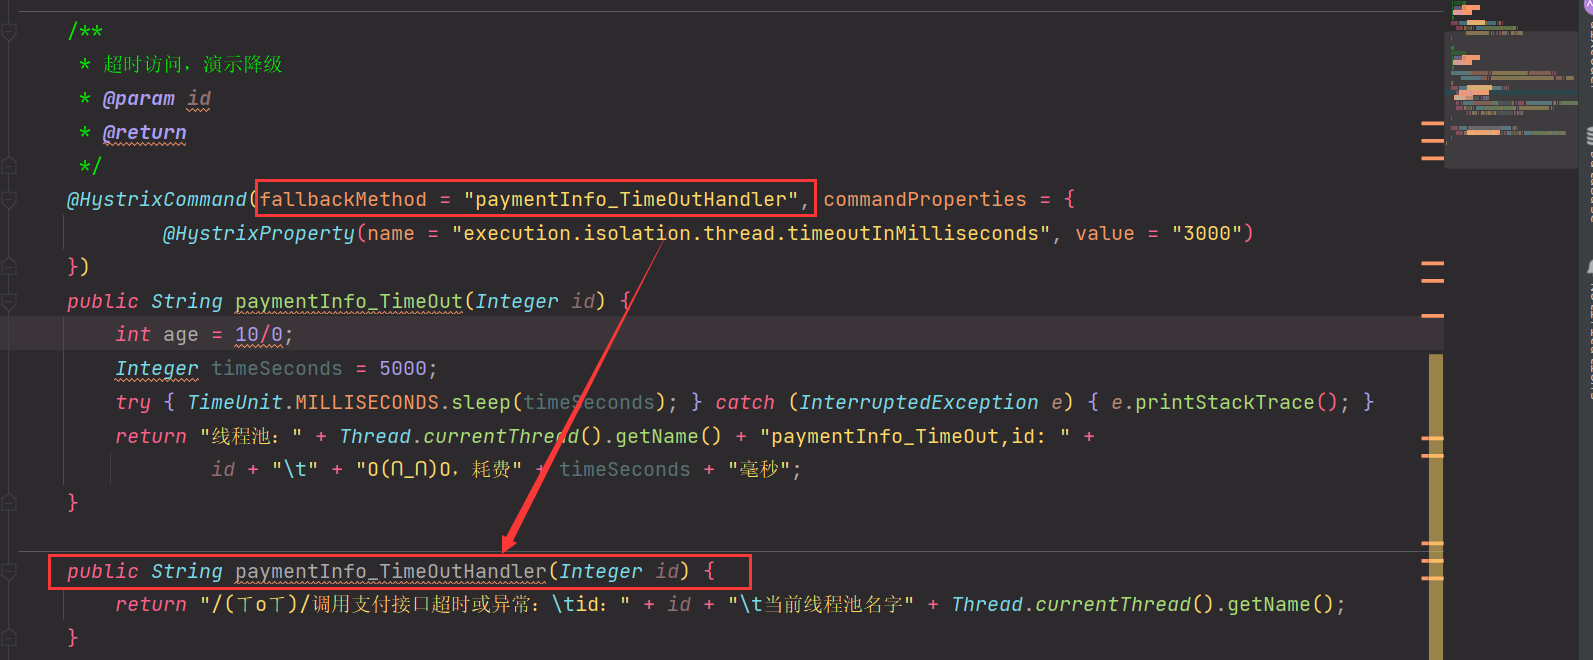 /**
 * 超时访问，演示降级
 * @param id
 * @return
 */
@HystrixCommand(fallbackMethod = "paymentInfo_TimeOutHandler", commandProperties = {
        @HystrixProperty(name = "execution.isolation.thread.timeoutInMilliseconds", value = "3000")
})
public String paymentInfo_TimeOut(Integer id) {
    int age = 10/0;
    Integer timeSeconds = 5000;
    try { TimeUnit.MILLISECONDS.sleep(timeSeconds); } catch (InterruptedException e) { e.printStackTrace(); }
    return "线程池：" + Thread.currentThread().getName() + "paymentInfo_TimeOut,id: " +
            id + "\t" + "O(∩_∩)O，耗费" + timeSeconds + "毫秒";
}
public String paymentInfo_TimeOutHandler(Integer id) {
    return "/(ㄒoㄒ)/调用支付接口超时或异常：\tid：" + id + "\t当前线程池名字" + Thread.currentThread().getName();
}